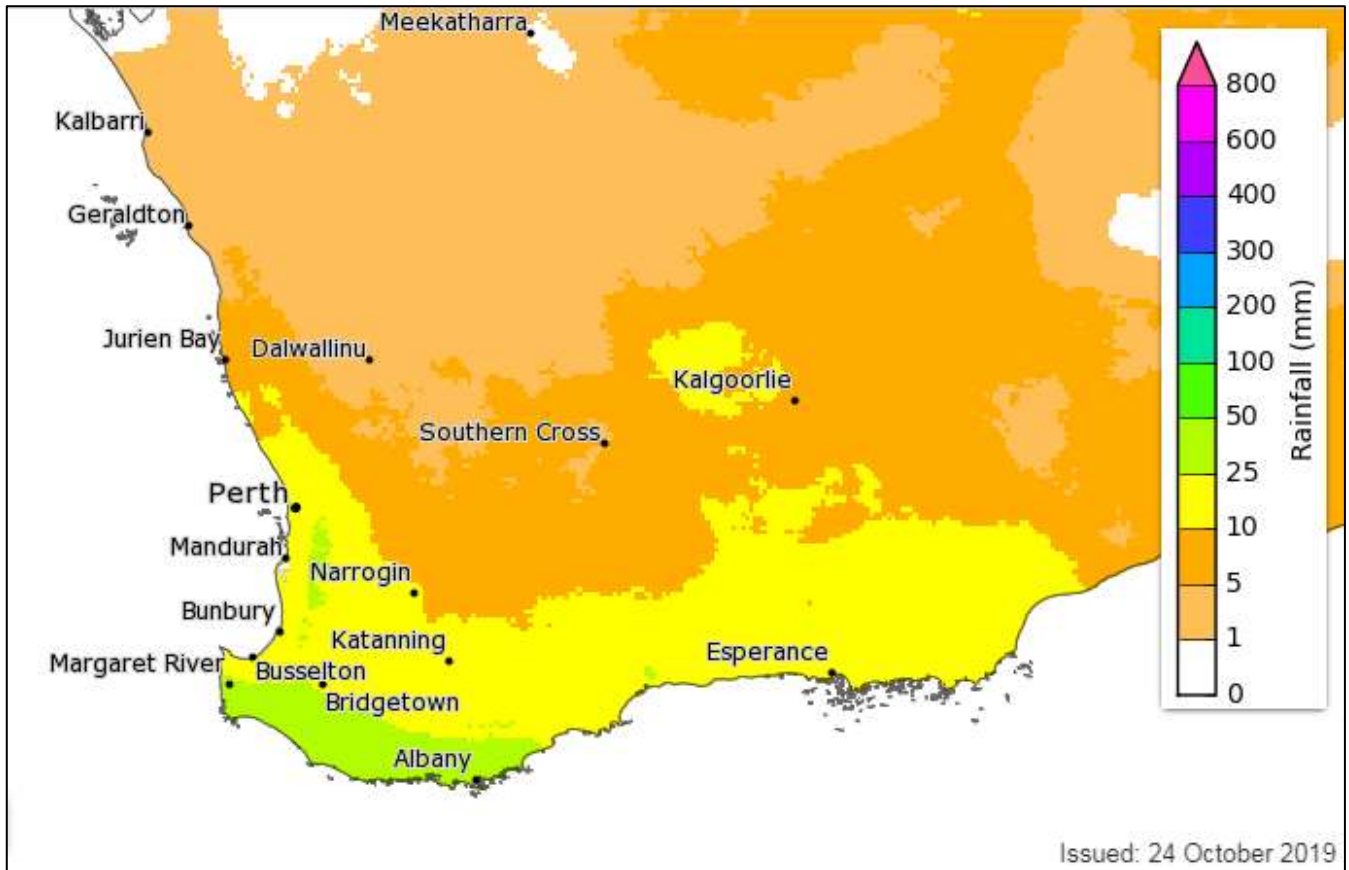 Meekatharra
Kalbarri
Geraldton
Jurien Bay
Dalwallinu
Kalgoorlie
Southern Cross
Perth
Mandurah
Narrogin
Bunbury
Katanning
Margaret River
Busselton
Esperance
Bridgetown
Albany
800
600
400
300
200
100
50
25
10
5
1
0
Rainfall (mm)
Issued: 24 October 2019